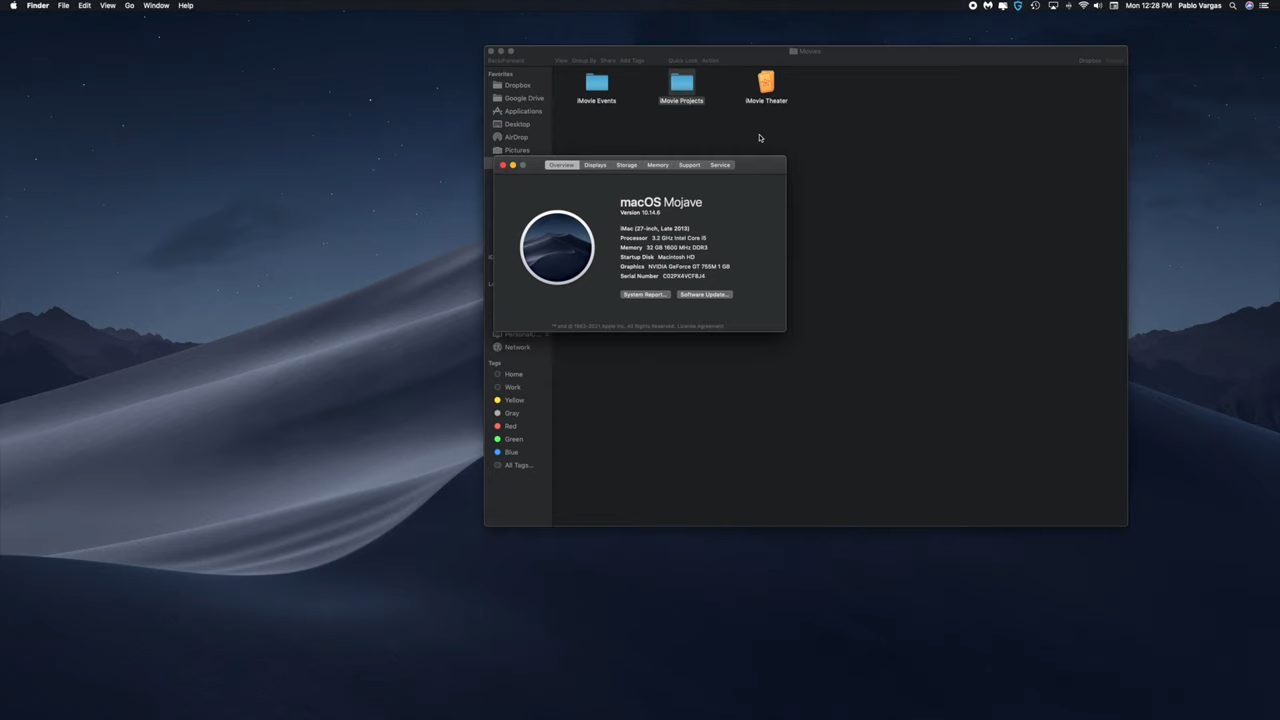 Finder File Edit View Go Window Help
Mon 12:28 PM Pablo Vargas
Movies
Back/Forward View Group By Share Add Tags Quick Look Action Dropbox
Favorites
Dropbox
Google Drive
Applications
Desktop
AirDrop
Pictures
iMovie Events
iMovie Projects
iMovie Theater
Overview Displays Storage Memory Support Service
macOS Mojave
Version 10.14.6
iMac (27-inch, Late 2013)
Processor 3.2 GHz Intel Core i5
Memory 32 GB 1600 MHz DDR3
Startup Disk Macintosh HD
Graphics NVIDIA GeForce GT 755M 1 GB
Serial Number C02PX4VCF8J4
System Report... Software Update...
™ and © 1983-2021 Apple Inc. All Rights Reserved. License Agreement
Network
Tags
Home
Work
Yellow
Gray
Red
Green
Blue
All Tags...